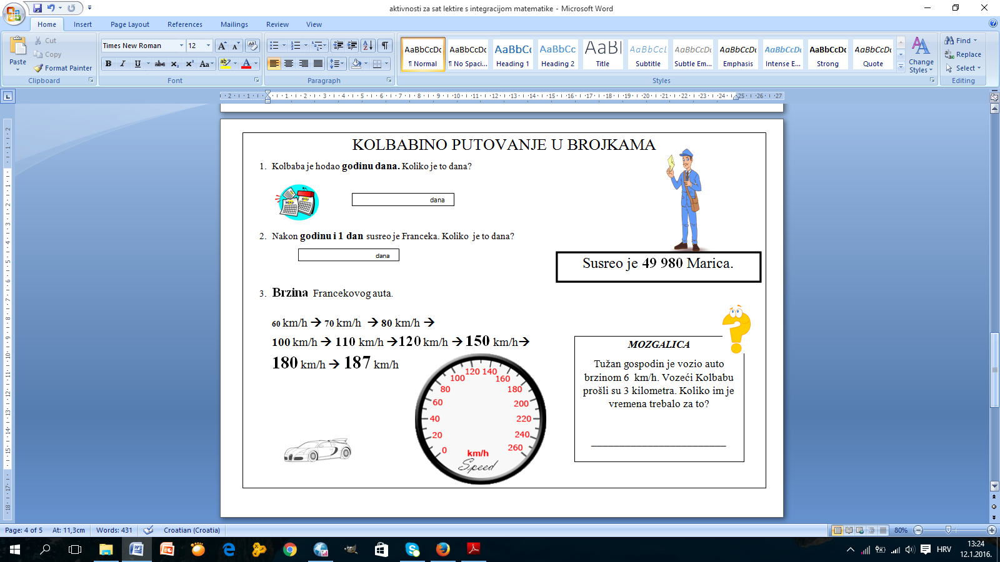 aktivnosti za sat lektire s integracijom matematike - Microsoft Word
Home Insert Page Layout References Mailings Review View
Paste
Cut
Copy
Format Painter
Clipboard
Times New Roman 12
Font
Paragraph
AaBbCcDc AaBbCcDc AaBbCc AaBbCc AaBl AaBbCcL AaBbCcDc AaBbCcDc AaBbCcDc AaBbCcDc AaBbCcDc
¶ Normal ¶ No Spaci... Heading 1 Heading 2 Title Subtitle Subtle Em... Emphasis Intense E... Strong Quote
Change Styles
Styles
Find
Replace
Select
Editing
KOLBABINO PUTOVANJE U BROJKAMA
1. Kolbaba je hodao godinu dana. Koliko je to dana?
dana
2. Nakon godinu i 1 dan susreo je Franceka. Koliko je to dana?
dana
Susreo je 49 980 Marica.
3. Brzina Francekovog auta.
60 km/h → 70 km/h → 80 km/h →
100 km/h → 110 km/h → 120 km/h → 150 km/h →
180 km/h → 187 km/h
0 20 40 60 80 100 120 140 160 180 200 220 240 260
km/h
Speed
MOZGALICA
Tužan gospodin je vozio auto
brzinom 6 km/h. Vozeći Kolbabu
prošli su 3 kilometra. Koliko im je
vremena trebalo za to?
Page: 4 of 5 At: 11,3cm Words: 431 Croatian (Croatia) 80%
HRV
13:24
12.1.2016.